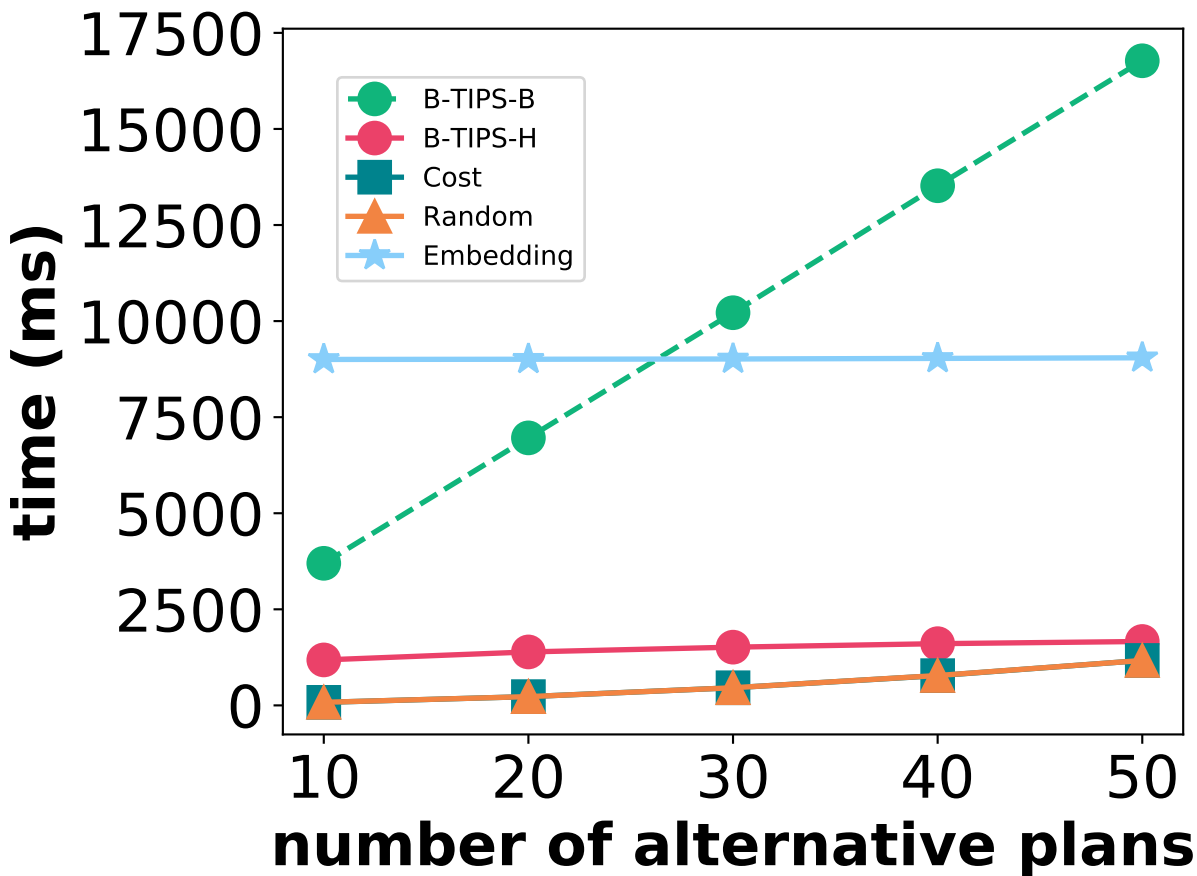 17500
15000
12500
10000
7500
5000
2500
0
time (ms)
B-TIPS-B
B-TIPS-H
Cost
Random
Embedding
10 20 30 40 50
number of alternative plans